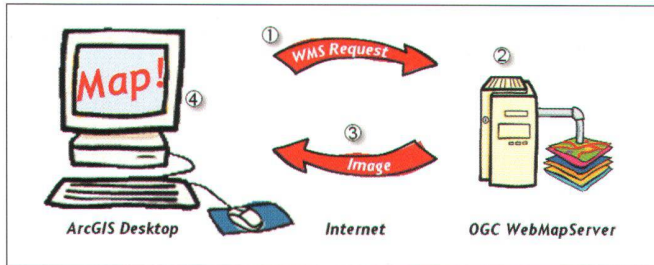 ①
WMS Request
②
Map!
④
③
Image
ArcGIS Desktop
Internet
OGC WebMapServer